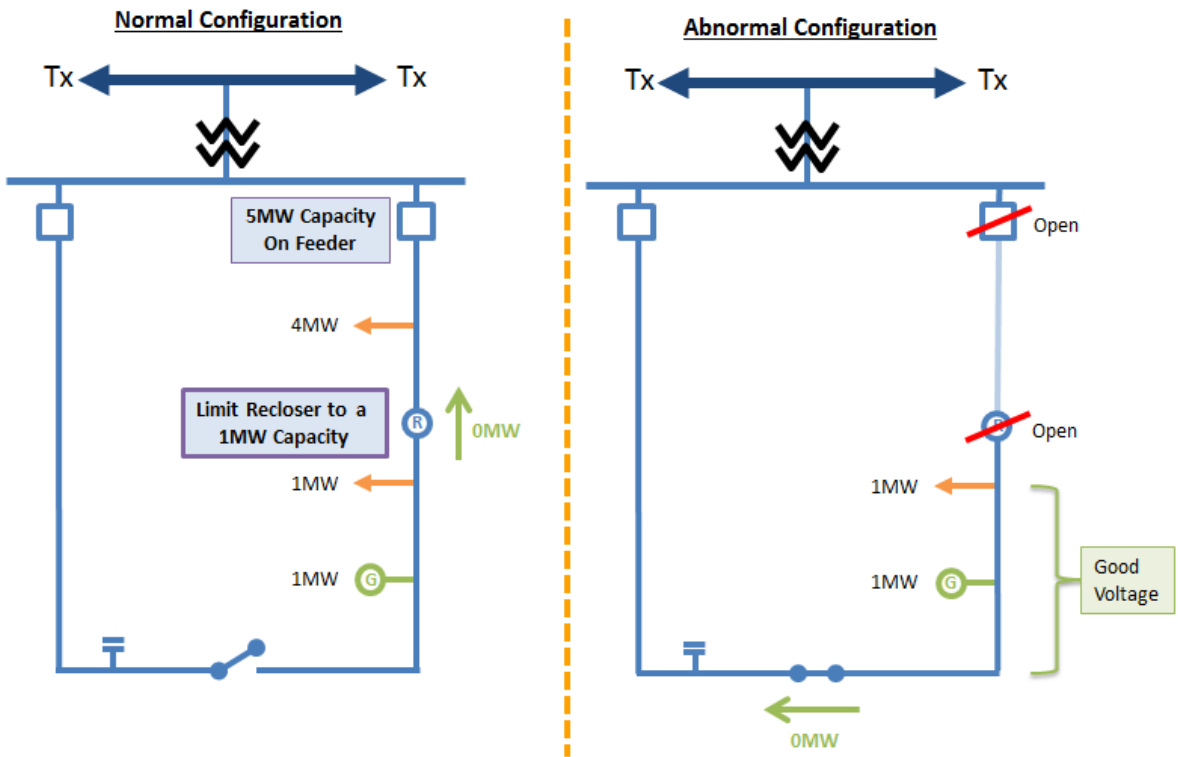 Normal Configuration
Tx
Tx
5MW Capacity
On Feeder
4MW
Limit Recloser to a
1MW Capacity
R
0MW
1MW
1MW
G
Abnormal Configuration
Tx
Tx
Open
R
Open
1MW
1MW
G
Good
Voltage
0MW